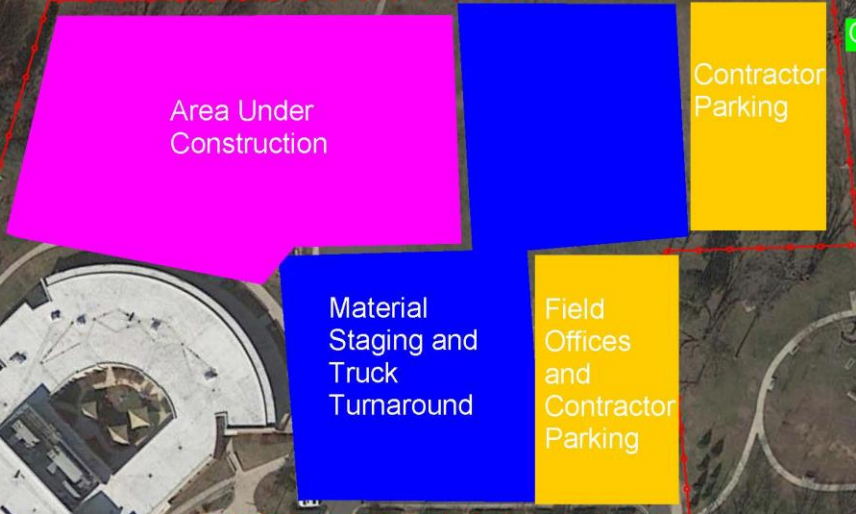 Area Under
Construction
Contractor
Parking
Material
Staging and
Truck
Turnaround
Field
Offices
and
Contractor
Parking